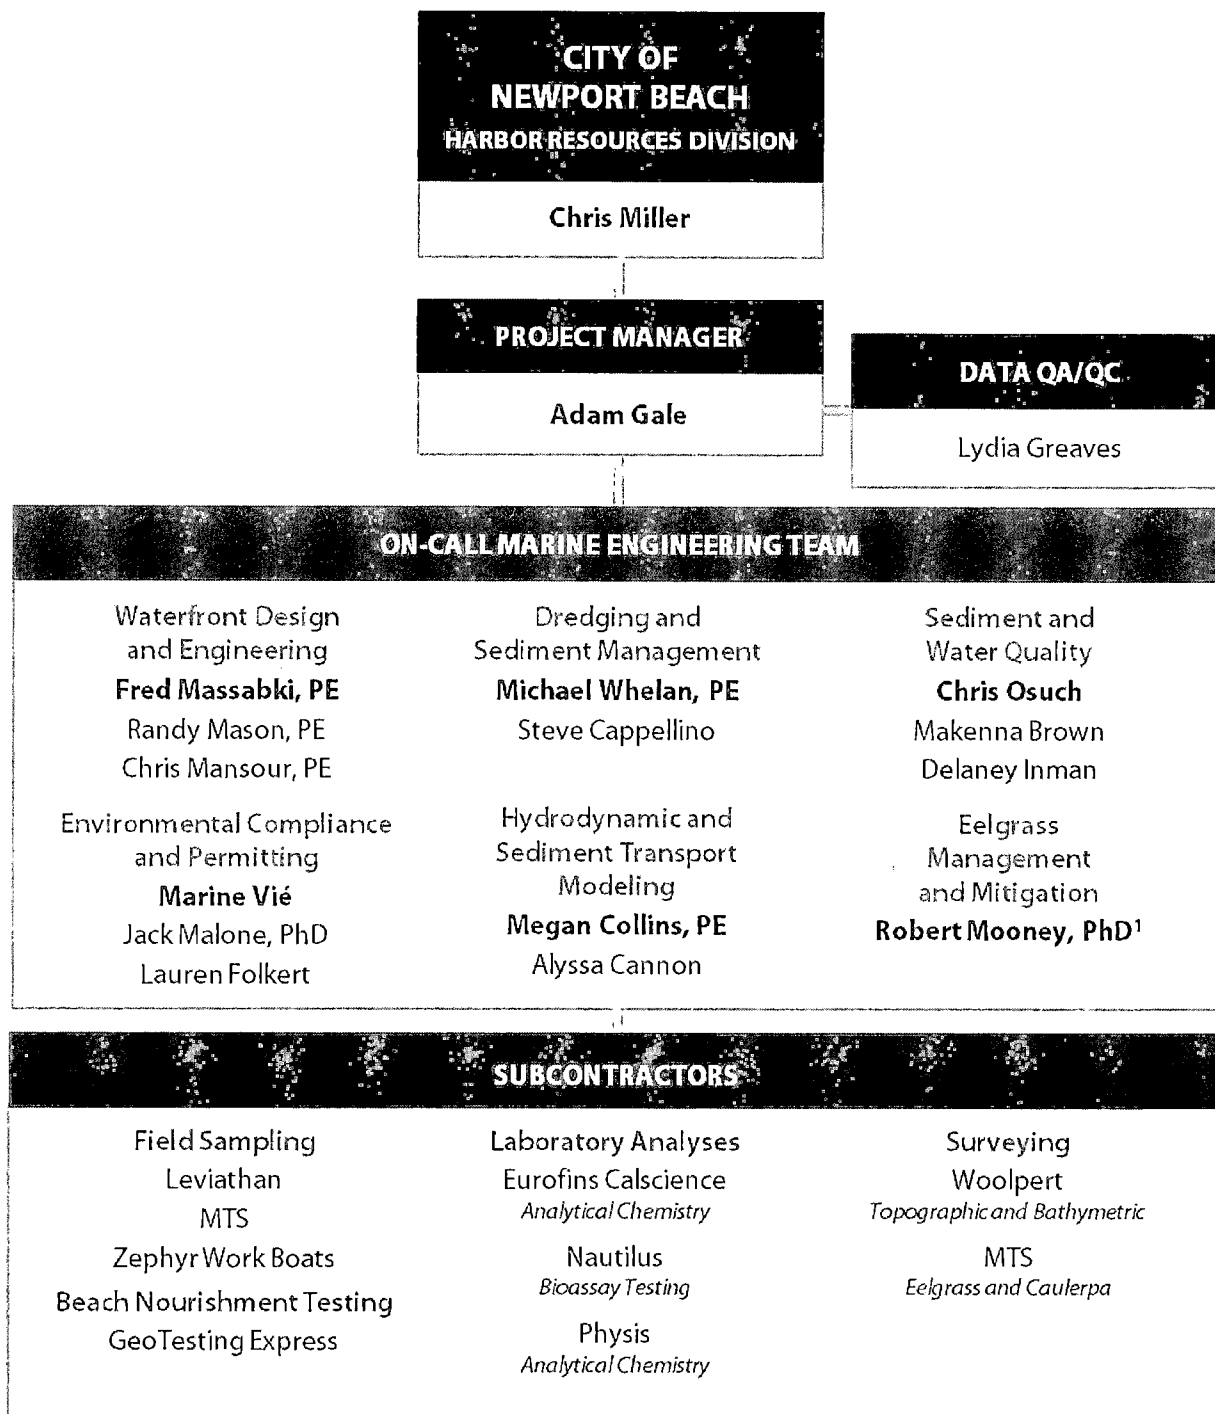 CITY OF
NEWPORT BEACH
HARBOR RESOURCES DIVISION
Chris Miller
PROJECT MANAGER
Adam Gale
DATA QA/QC
Lydia Greaves
ON-CALL MARINE ENGINEERING TEAM
Waterfront Design
and Engineering
Fred Massabki, PE
Randy Mason, PE
Chris Mansour, PE
Dredging and
Sediment Management
Michael Whelan, PE
Steve Cappellino
Sediment and
Water Quality
Chris Osuch
Makenna Brown
Delaney Inman
Environmental Compliance
and Permitting
Marine Vié
Jack Malone, PhD
Lauren Folkert
Hydrodynamic and
Sediment Transport
Modeling
Megan Collins, PE
Alyssa Cannon
Eelgrass
Management
and Mitigation
Robert Mooney, PhD¹
SUBCONTRACTORS
Field Sampling
Leviathan
MTS
Zephyr Work Boats
Beach Nourishment Testing
GeoTesting Express
Laboratory Analyses
Eurofins Calscience
Analytical Chemistry
Nautilus
Bioassay Testing
Physis
Analytical Chemistry
Surveying
Woolpert
Topographic and Bathymetric
MTS
Eelgrass and Caulerpa